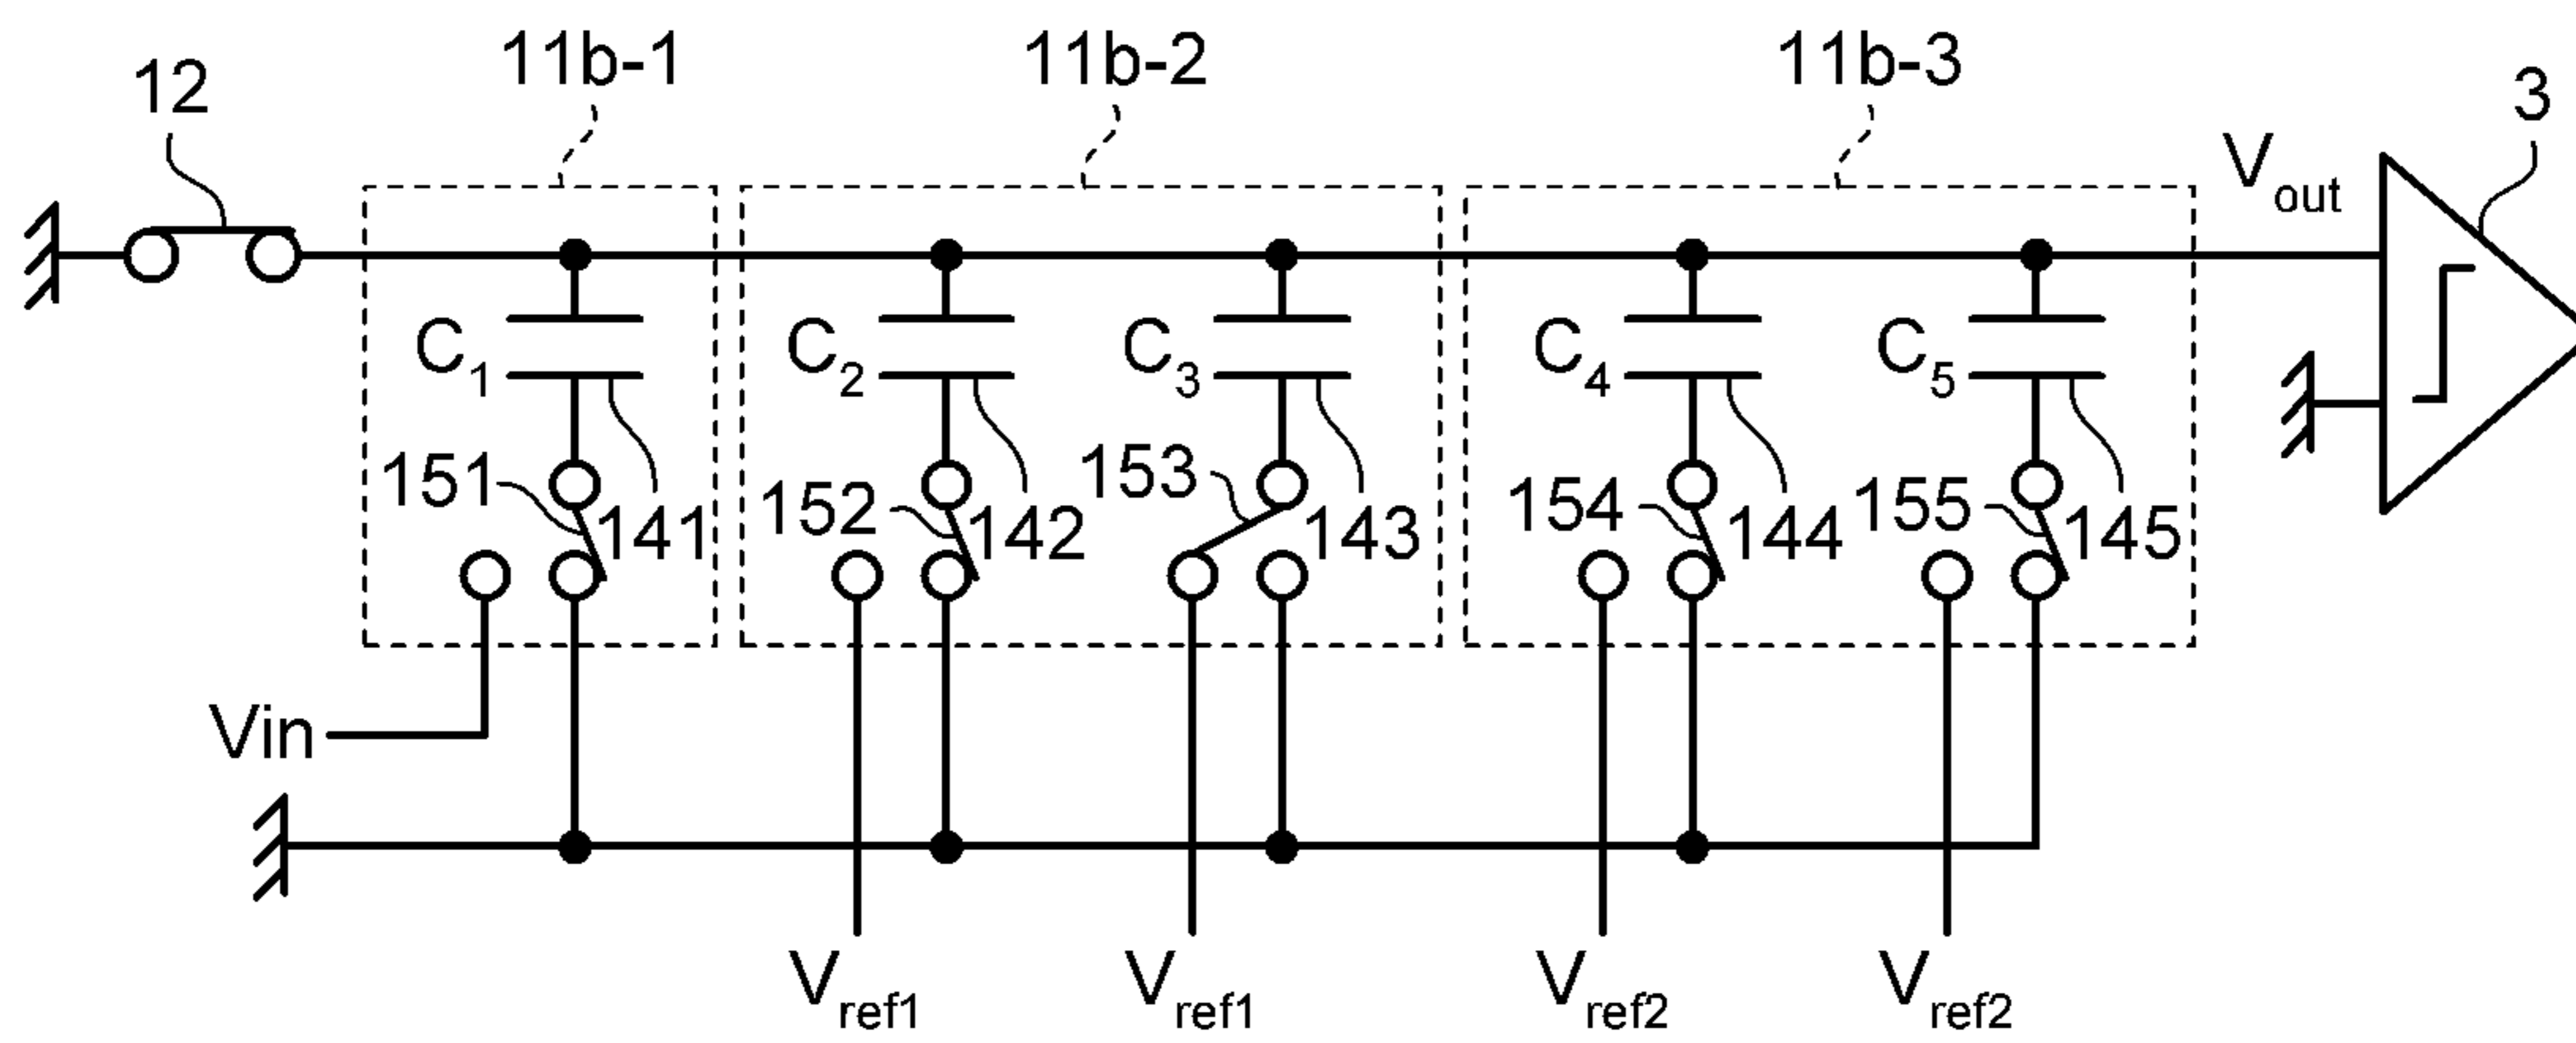 12 11b-1 11b-2 11b-3 3
Vout
C1 C2 C3 C4 C5
151 141 152 142 153 143 154 144 155 145
Vin
Vref1 Vref1 Vref2 Vref2